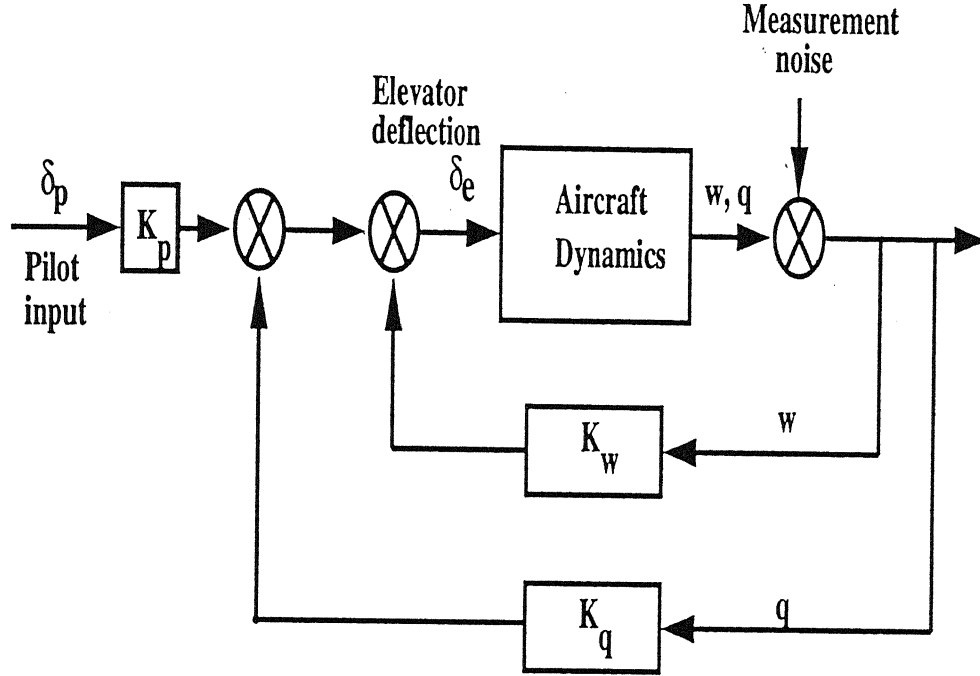 Measurement
noise
Elevator
deflection
δe
δp
Kp
Pilot
input
Aircraft
Dynamics
w, q
Kw
w
Kq
q